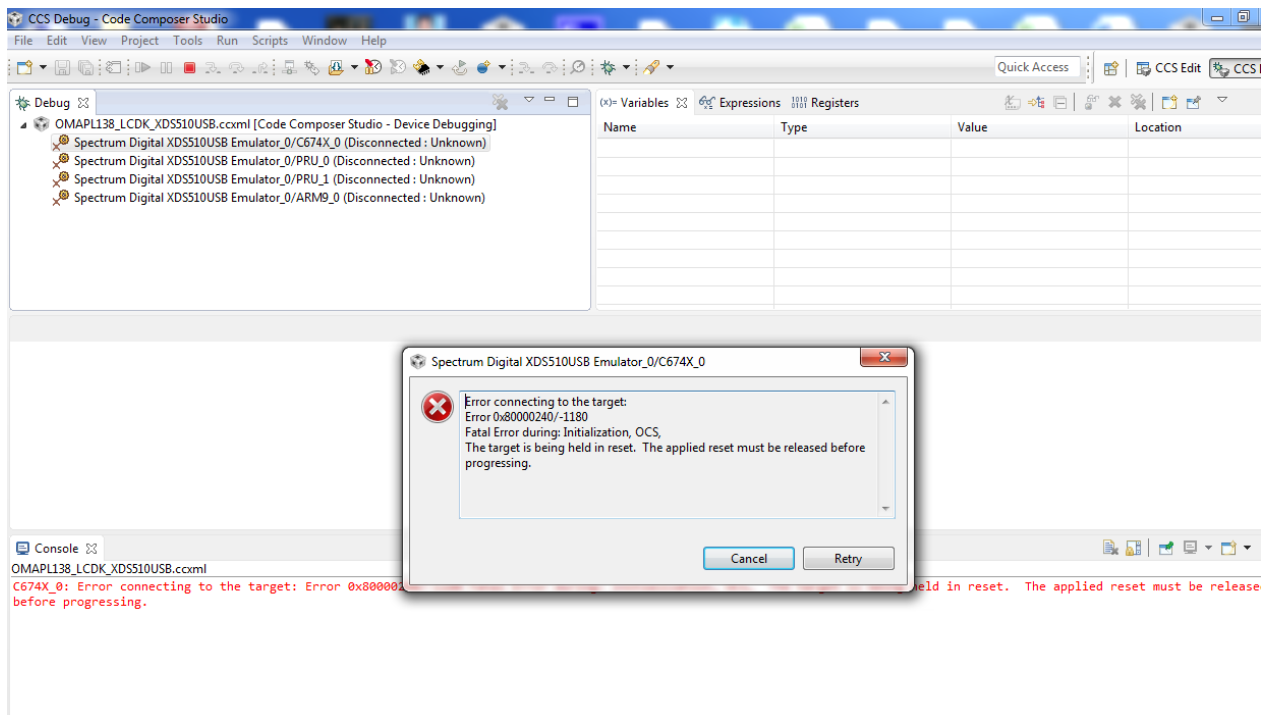 CCS Debug - Code Composer Studio
File Edit View Project Tools Run Scripts Window Help
Quick Access
CCS Edit
CCS
Debug
OMAPL138_LCDK_XDS510USB.ccxml [Code Composer Studio - Device Debugging]
Spectrum Digital XDS510USB Emulator_0/C674X_0 (Disconnected : Unknown)
Spectrum Digital XDS510USB Emulator_0/PRU_0 (Disconnected : Unknown)
Spectrum Digital XDS510USB Emulator_0/PRU_1 (Disconnected : Unknown)
Spectrum Digital XDS510USB Emulator_0/ARM9_0 (Disconnected : Unknown)
(x)= Variables Expressions 1010 0101 Registers
Name Type Value Location
Spectrum Digital XDS510USB Emulator_0/C674X_0
Error connecting to the target:
Error 0x80000240/-1180
Fatal Error during: Initialization, OCS,
The target is being held in reset. The applied reset must be released before
progressing.
Cancel Retry
Console
OMAPL138_LCDK_XDS510USB.ccxml
C674X_0: Error connecting to the target: Error 0x80000 held in reset. The applied reset must be release
before progressing.